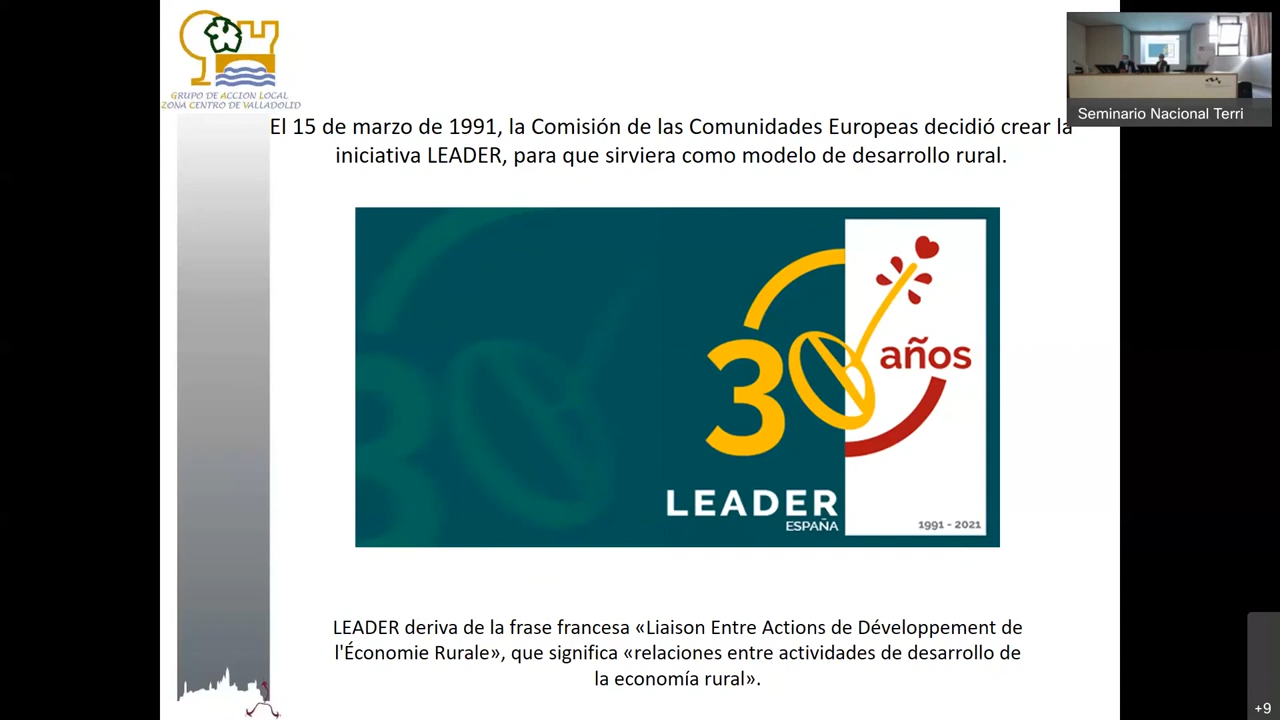 GRUPO DE ACCION LOCAL
ZONA CENTRO DE VALLADOLID
Seminario Nacional Terri
El 15 de marzo de 1991, la Comisión de las Comunidades Europeas decidió crear la
iniciativa LEADER, para que sirviera como modelo de desarrollo rural.
30 años
LEADER
ESPAÑA
1991 - 2021
LEADER deriva de la frase francesa «Liaison Entre Actions de Développement de
l'Économie Rurale», que significa «relaciones entre actividades de desarrollo de
la economía rural».
+9